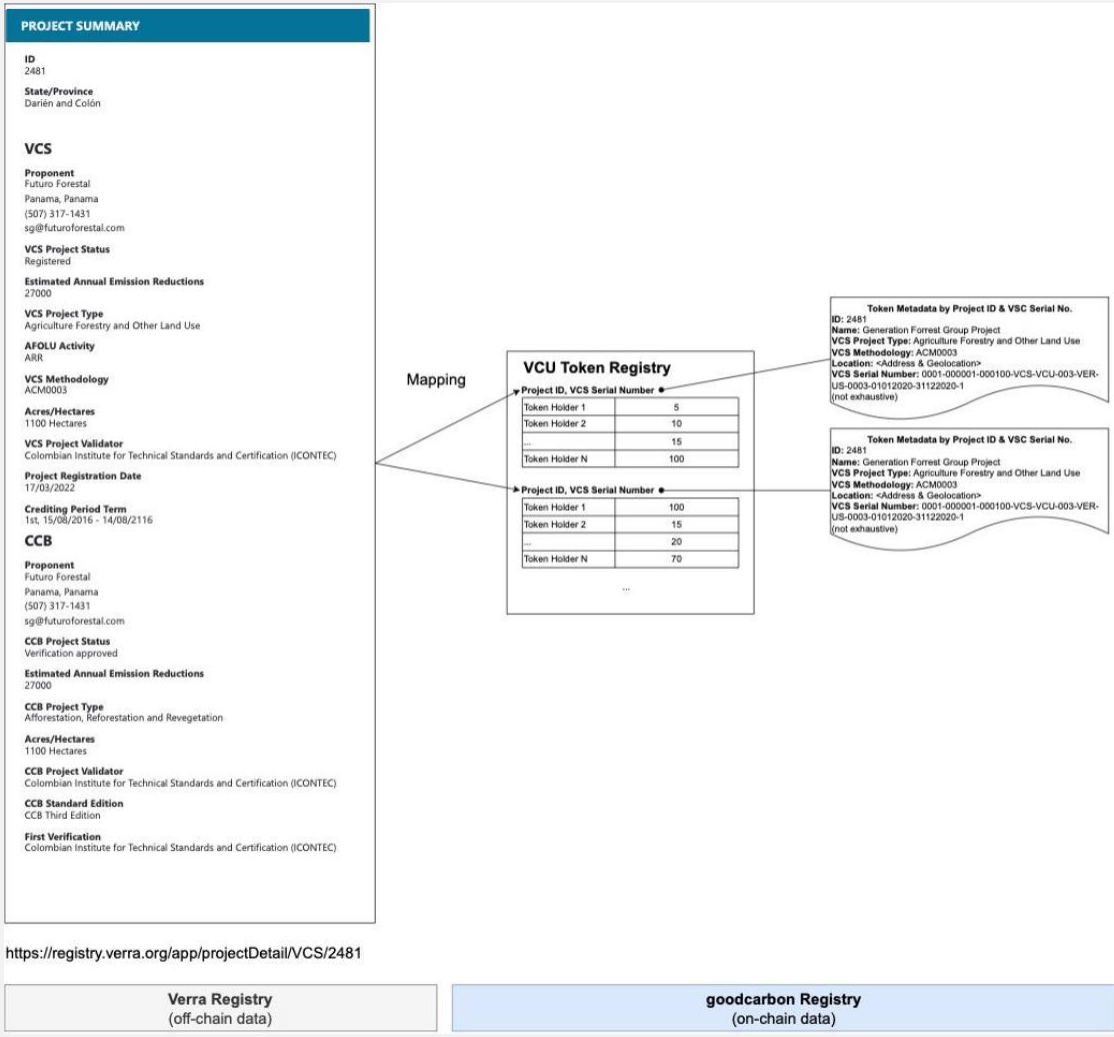 PROJECT SUMMARY
ID
2481
State/Province
Darién and Colón
VCS
Proponent
Futuro Forestal
Panama, Panama
(507) 317-1431
sg@futuroforestal.com
VCS Project Status
Registered
Estimated Annual Emission Reductions
27000
VCS Project Type
Agriculture Forestry and Other Land Use
AFOLU Activity
ARR
VCS Methodology
ACM0003
Acres/Hectares
1100 Hectares
VCS Project Validator
Colombian Institute for Technical Standards and Certification (ICONTEC)
Project Registration Date
17/03/2022
Crediting Period Term
1st, 15/08/2016 - 14/08/2116
CCB
Proponent
Futuro Forestal
Panama, Panama
(507) 317-1431
sg@futuroforestal.com
CCB Project Status
Verification approved
Estimated Annual Emission Reductions
27000
CCB Project Type
Afforestation, Reforestation and Revegetation
Acres/Hectares
1100 Hectares
CCB Project Validator
Colombian Institute for Technical Standards and Certification (ICONTEC)
CCB Standard Edition
CCB Third Edition
First Verification
Colombian Institute for Technical Standards and Certification (ICONTEC)
https://registry.verra.org/app/projectDetail/VCS/2481
Mapping
VCU Token Registry
Project ID, VCS Serial Number
Token Holder 1 5
Token Holder 2 10
... 15
Token Holder N 100
Project ID, VCS Serial Number
Token Holder 1 100
Token Holder 2 15
... 20
Token Holder N 70
...
Token Metadata by Project ID & VSC Serial No.
ID: 2481
Name: Generation Forrest Group Project
VCS Project Type: Agriculture Forestry and Other Land Use
VCS Methodology: ACM0003
Location: <Address & Geolocation>
VCS Serial Number: 0001-000001-000100-VCS-VCU-003-VER-
US-0003-01012020-31122020-1
(not exhaustive)
Token Metadata by Project ID & VSC Serial No.
ID: 2481
Name: Generation Forrest Group Project
VCS Project Type: Agriculture Forestry and Other Land Use
VCS Methodology: ACM0003
Location: <Address & Geolocation>
VCS Serial Number: 0001-000001-000100-VCS-VCU-003-VER-
US-0003-01012020-31122020-1
(not exhaustive)
Verra Registry
(off-chain data)
goodcarbon Registry
(on-chain data)